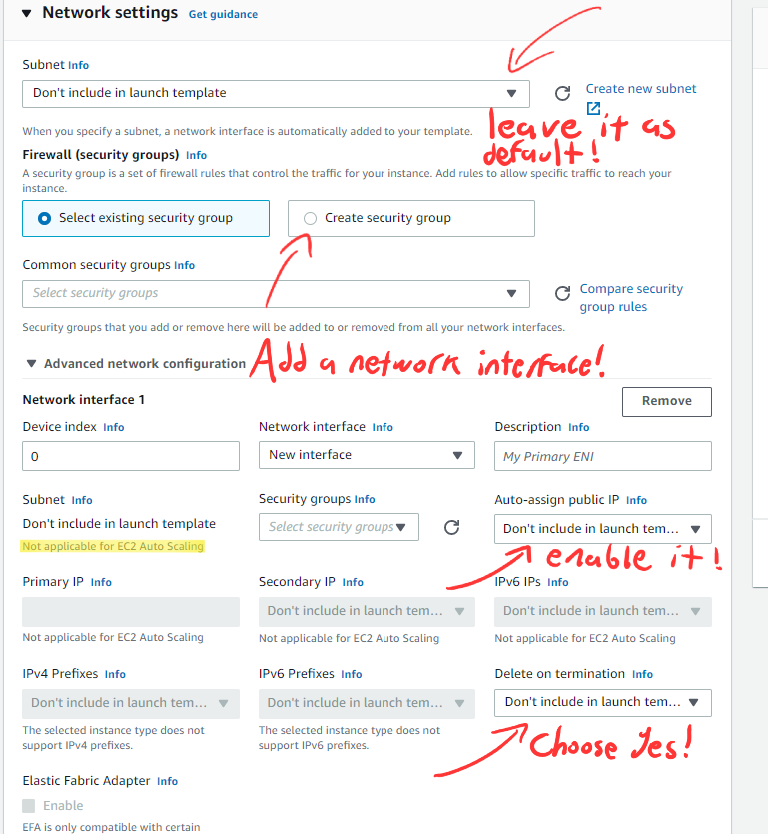 ▼ Network settings Get guidance
Subnet Info
Don't include in launch template
Create new subnet
When you specify a subnet, a network interface is automatically added to your template.
leave it as
default!
Firewall (security groups) Info
A security group is a set of firewall rules that control the traffic for your instance. Add rules to allow specific traffic to reach your
instance.
Select existing security group Create security group
Common security groups Info
Select security groups
Compare security
group rules
Security groups that you add or remove here will be added to or removed from all your network interfaces.
▼ Advanced network configuration Add a network interface!
Network interface 1 Remove
Device index Info Network interface Info Description Info
0 New interface My Primary ENI
Subnet Info Security groups Info Auto-assign public IP Info
Don't include in launch template Select security groups Don't include in launch tem...
Not applicable for EC2 Auto Scaling
enable it!
Primary IP Info Secondary IP Info IPv6 IPs Info
Don't include in launch tem... Don't include in launch tem...
Not applicable for EC2 Auto Scaling Not applicable for EC2 Auto Scaling Not applicable for EC2 Auto Scaling
IPv4 Prefixes Info IPv6 Prefixes Info Delete on termination Info
Don't include in launch tem... Don't include in launch tem... Don't include in launch tem...
The selected instance type does not The selected instance type does not
support IPv4 prefixes. support IPv6 prefixes.
Choose Yes!
Elastic Fabric Adapter Info
Enable
EFA is only compatible with certain